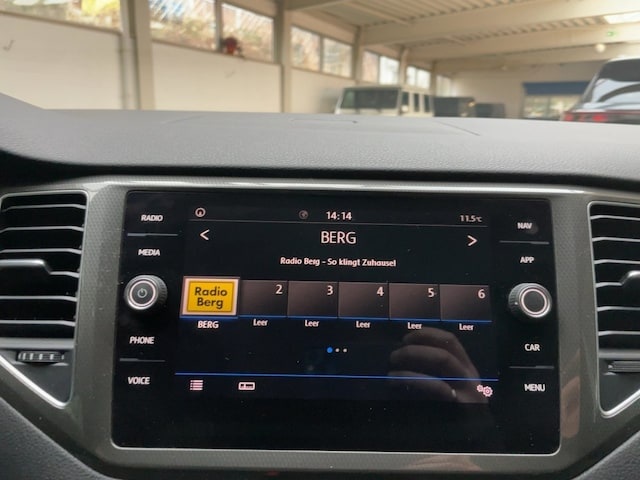 RADIO
MEDIA
PHONE
VOICE
14:14
11.5°C
< BERG >
Radio Berg - So klingt Zuhause!
Radio
Berg
2 3 4 5 6
BERG Leer Leer Leer Leer Leer
NAV
APP
CAR
MENU